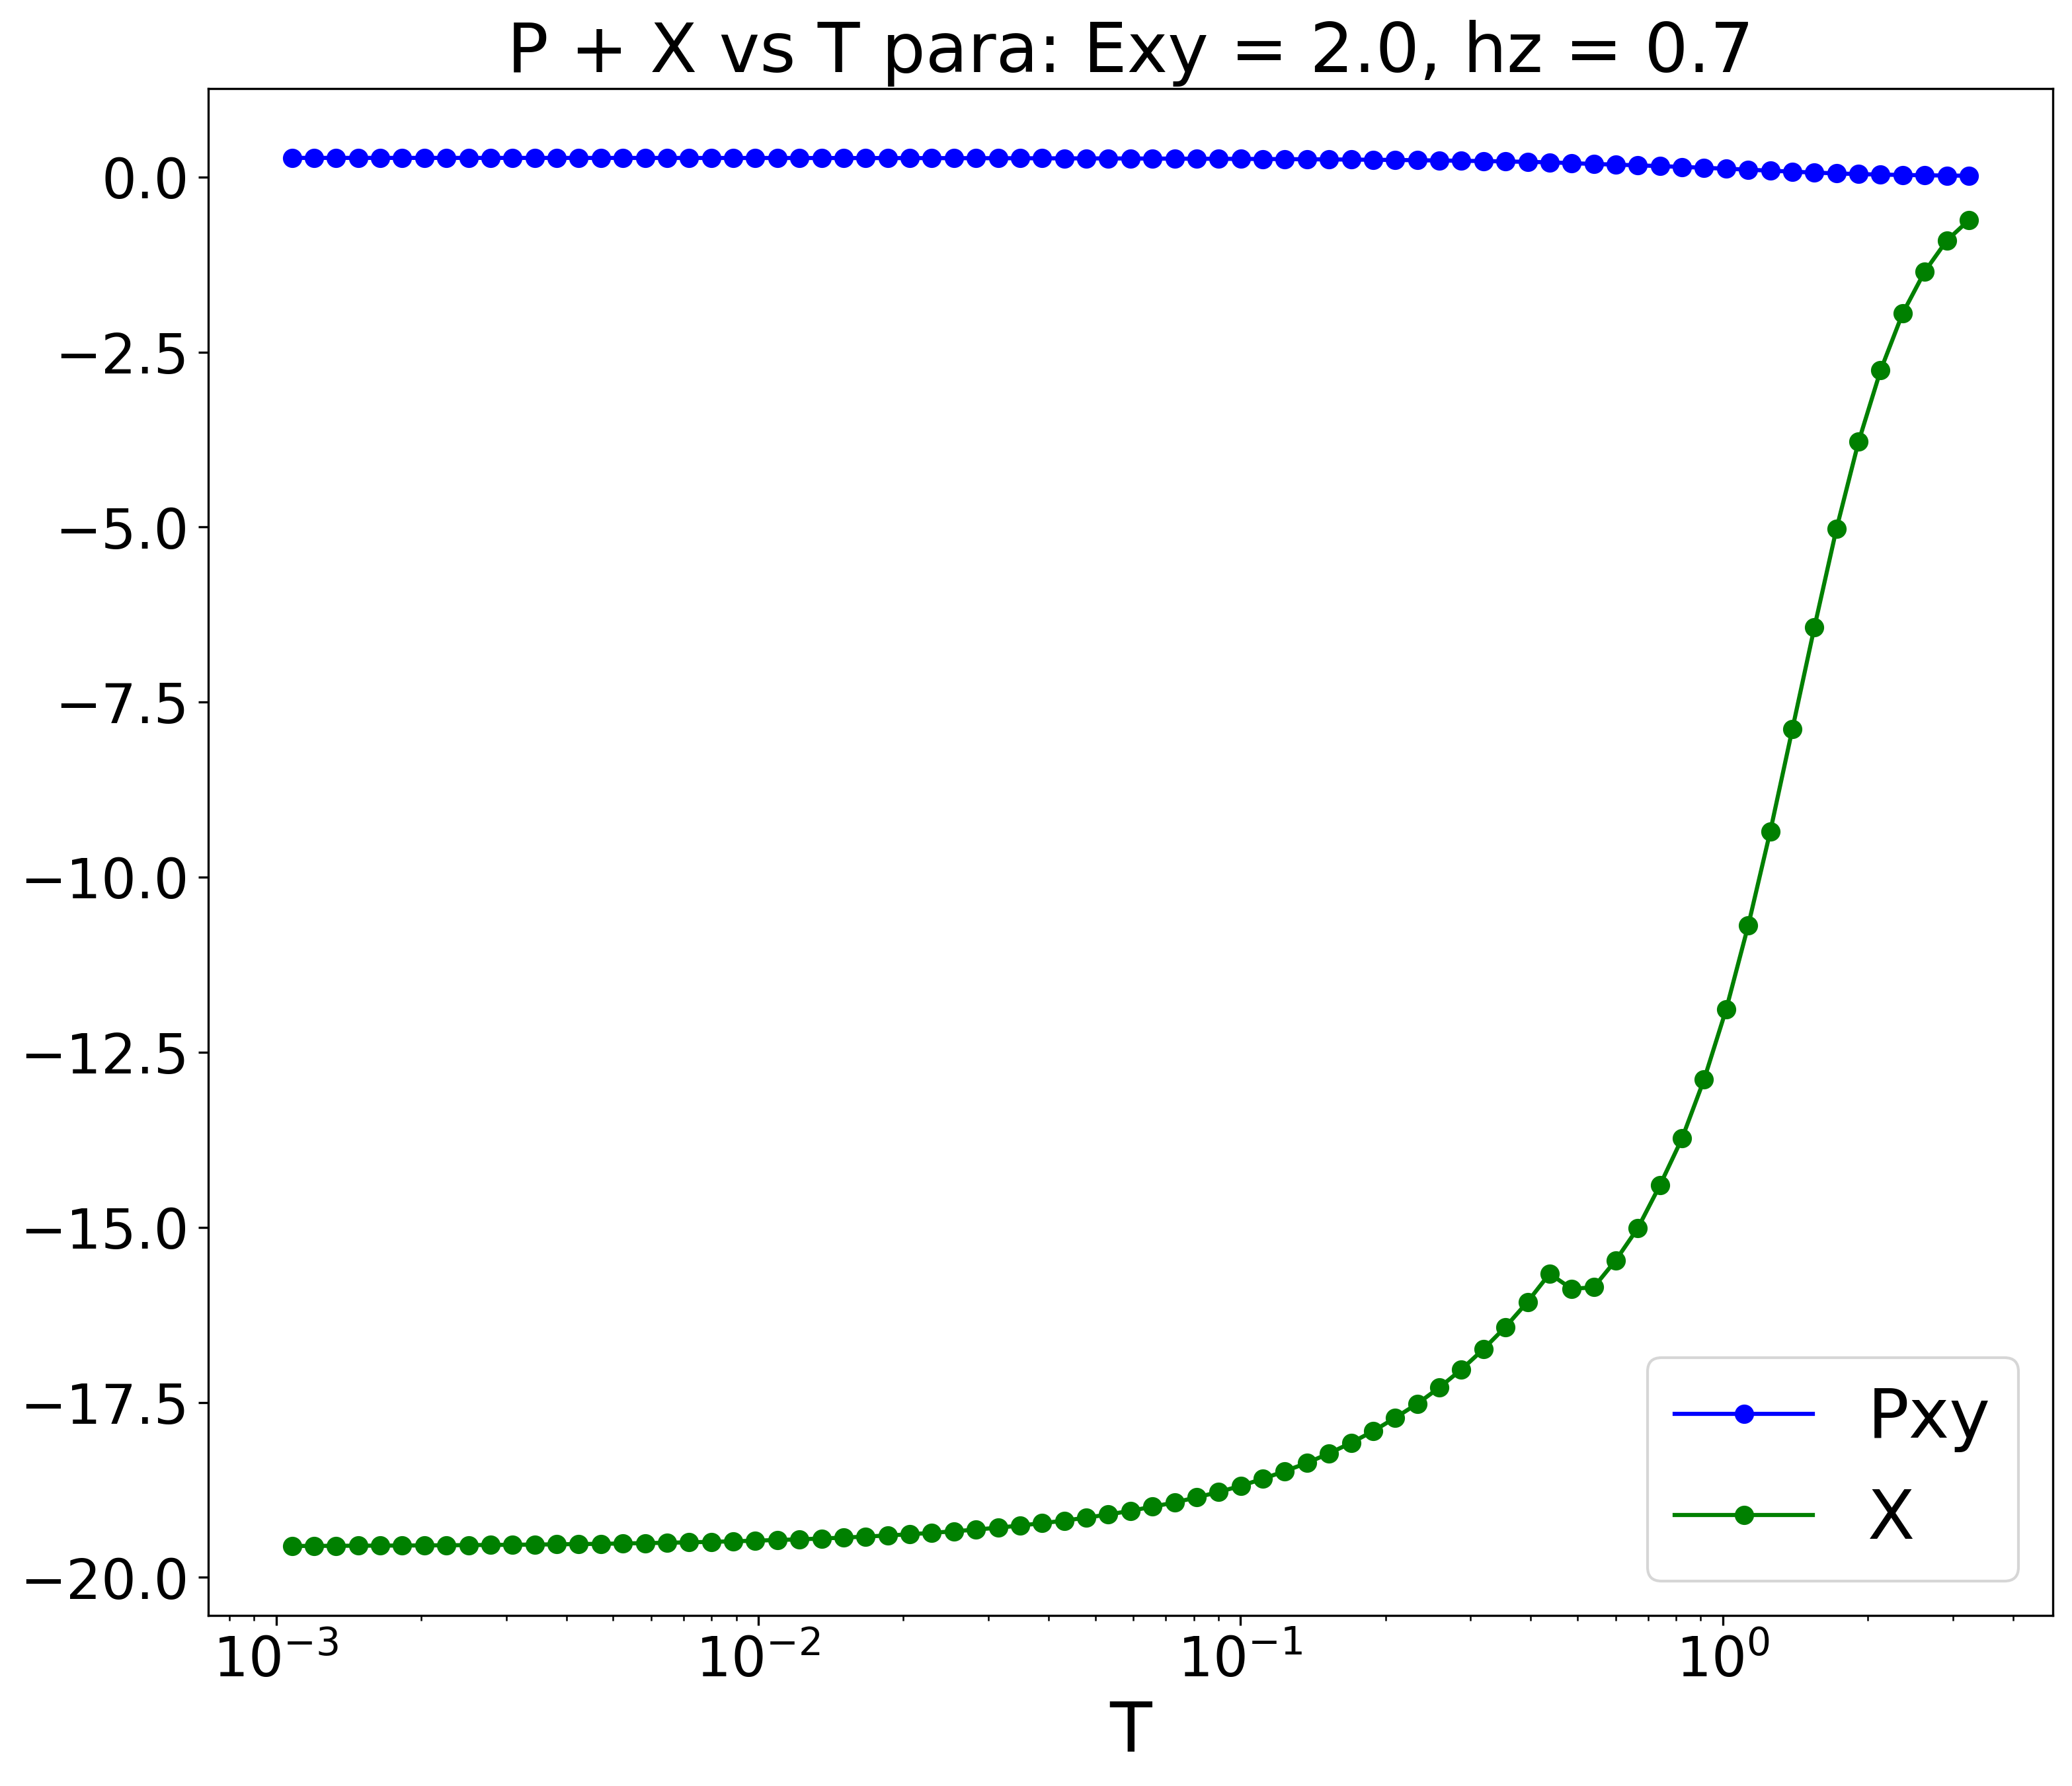 P + X vs T para: Exy = 2.0, hz = 0.7
0.0
−2.5
−5.0
−7.5
−10.0
−12.5
−15.0
−17.5
−20.0
Pxy
X
10⁻³ 10⁻² 10⁻¹ 10⁰
T